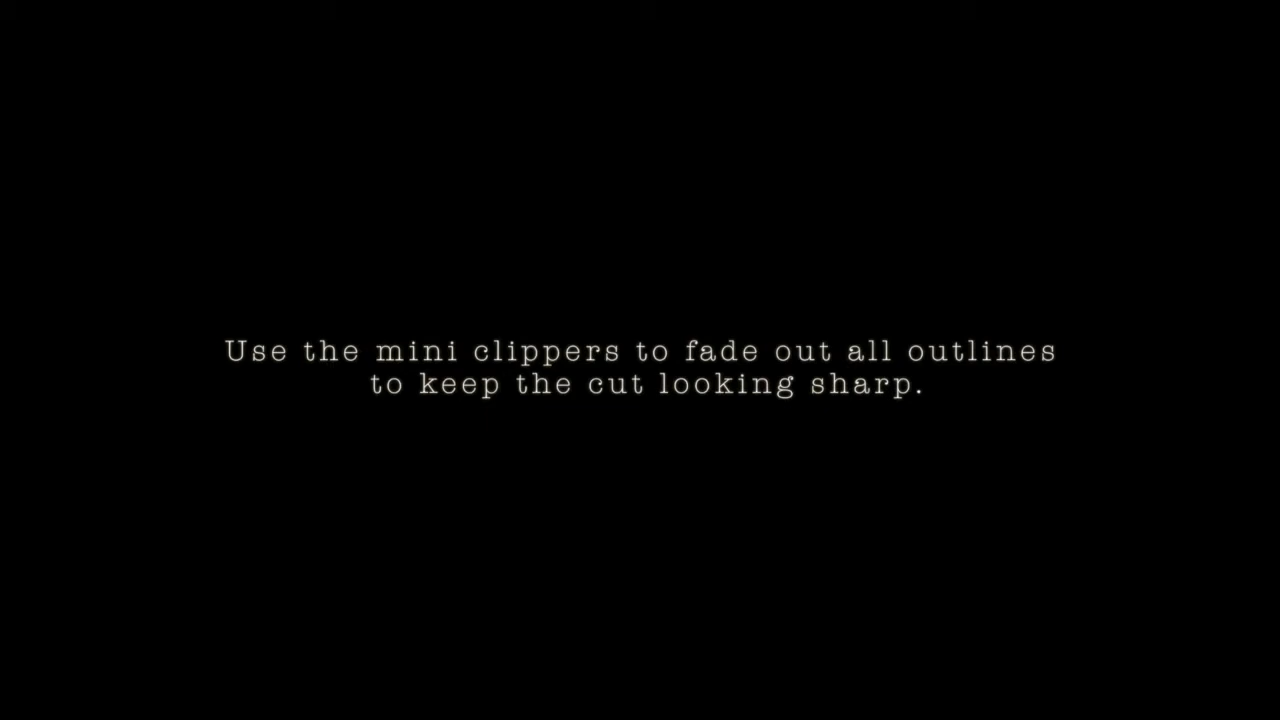 Use the mini clippers to fade out all outlines
to keep the cut looking sharp.